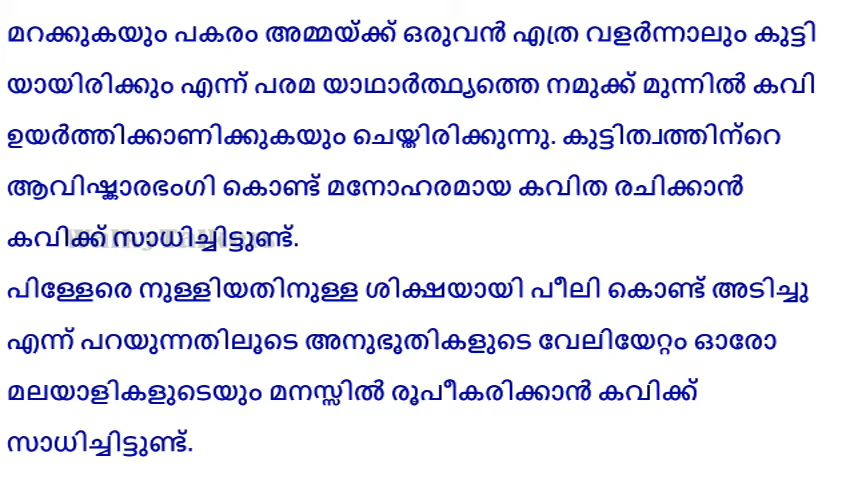 മറക്കുകയും പകരം അമ്മയ്ക്ക് ഒരുവൻ എത്ര വളർന്നാലും കുട്ടി
യായിരിക്കും എന്ന് പരമ യാഥാർത്ഥ്യത്തെ നമുക്ക് മുന്നിൽ കവി
ഉയർത്തിക്കാണിക്കുകയും ചെയ്തിരിക്കുന്നു. കുട്ടിത്വത്തിന്റെ
ആവിഷ്കാരഭംഗി കൊണ്ട് മനോഹരമായ കവിത രചിക്കാൻ
കവിക്ക് സാധിച്ചിട്ടുണ്ട്.
പിള്ളേരെ നുള്ളിയതിനുള്ള ശിക്ഷയായി പീലി കൊണ്ട് അടിച്ചു
എന്ന് പറയുന്നതിലൂടെ അനുഭൂതികളുടെ വേലിയേറ്റം ഓരോ
മലയാളികളുടെയും മനസ്സിൽ രൂപീകരിക്കാൻ കവിക്ക്
സാധിച്ചിട്ടുണ്ട്.